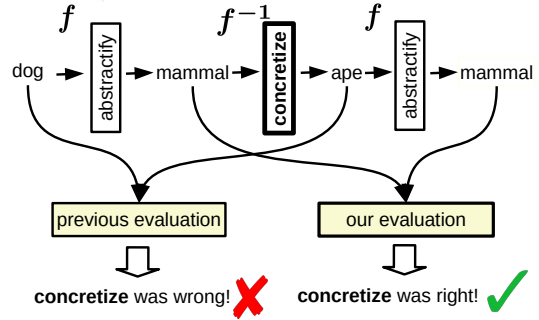 f f⁻¹ f
dog abstractify mammal concretize ape abstractify mammal
previous evaluation our evaluation
concretize was wrong! concretize was right!